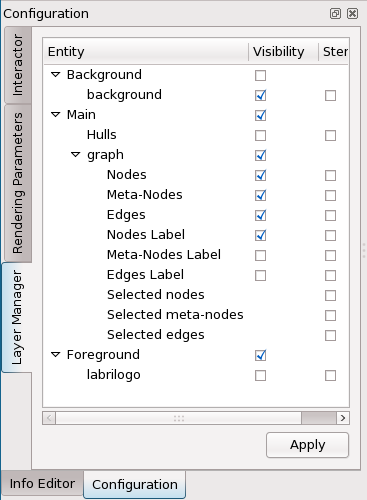 Configuration
Interactor
Rendering Parameters
Layer Manager
Entity Visibility Sten
Background
background
Main
Hulls
graph
Nodes
Meta-Nodes
Edges
Nodes Label
Meta-Nodes Label
Edges Label
Selected nodes
Selected meta-nodes
Selected edges
Foreground
labrilogo
Apply
Info Editor Configuration